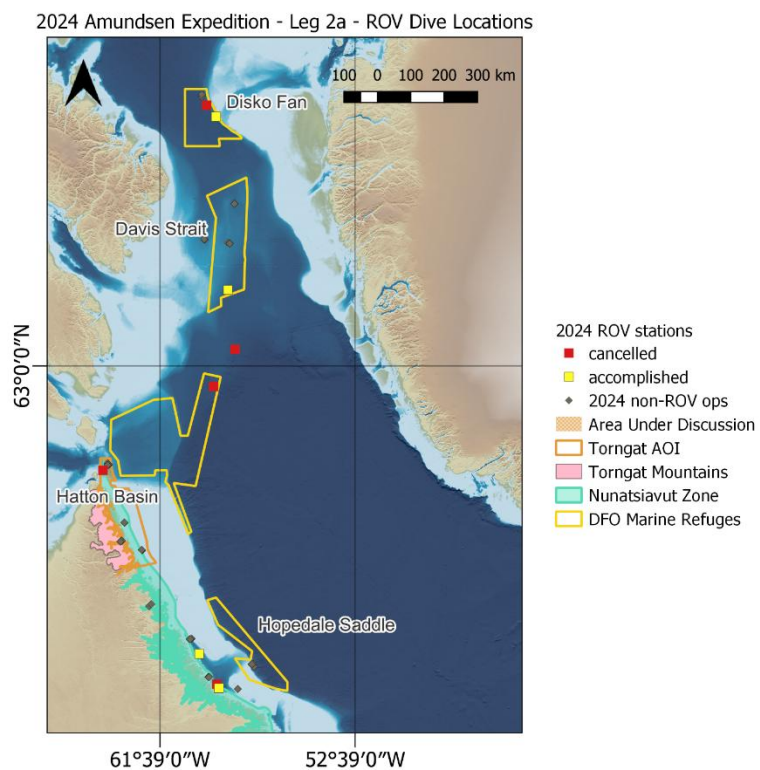 2024 Amundsen Expedition - Leg 2a - ROV Dive Locations
100 0 100 200 300 km
Disko Fan
Davis Strait
63°0′0″N
Hatton Basin
Hopedale Saddle
61°39′0″W 52°39′0″W
2024 ROV stations
cancelled
accomplished
2024 non-ROV ops
Area Under Discussion
Torngat AOI
Torngat Mountains
Nunatsiavut Zone
DFO Marine Refuges